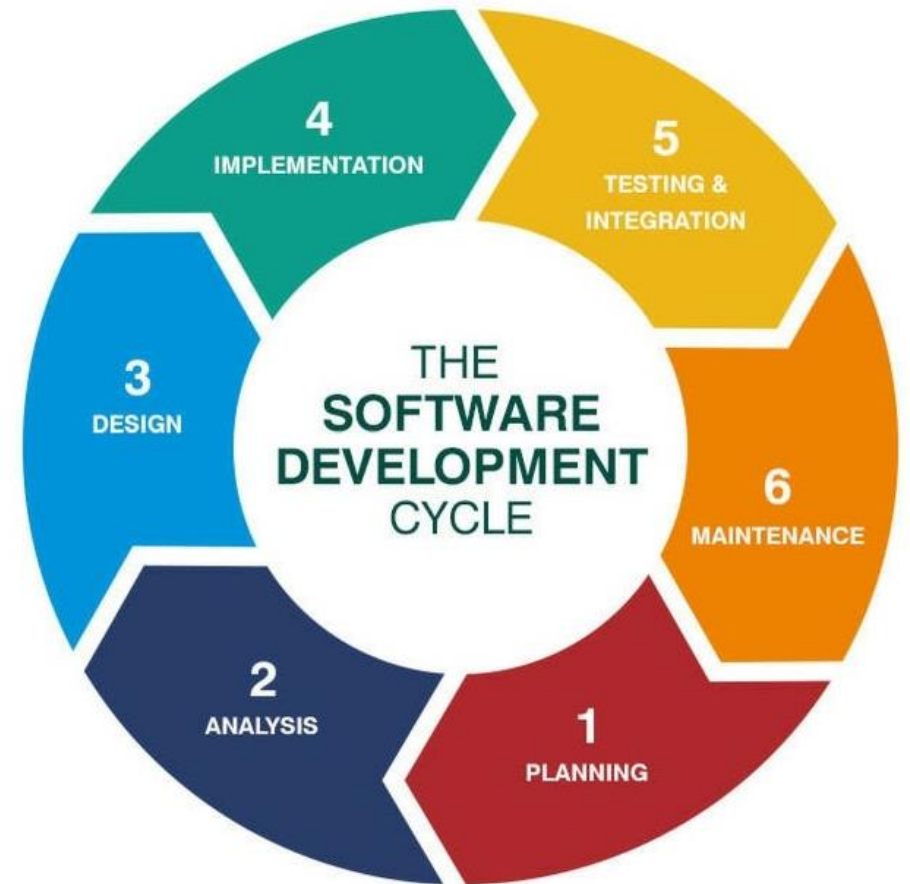 THE
SOFTWARE
DEVELOPMENT
CYCLE
1
PLANNING
2
ANALYSIS
3
DESIGN
4
IMPLEMENTATION
5
TESTING &
INTEGRATION
6
MAINTENANCE